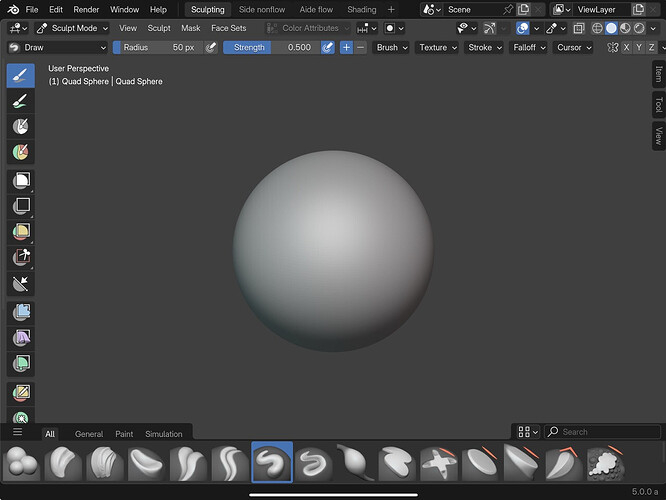 File Edit Render Window Help Sculpting Side nonflow Aide flow Shading + Scene ViewLayer
Sculpt Mode View Sculpt Mask Face Sets Color Attributes
Draw Radius 50 px Strength 0.500 + − Brush Texture Stroke Falloff Cursor X Y Z
User Perspective
(1) Quad Sphere | Quad Sphere
Item
Tool
View
All General Paint Simulation Search
5.0.0 a